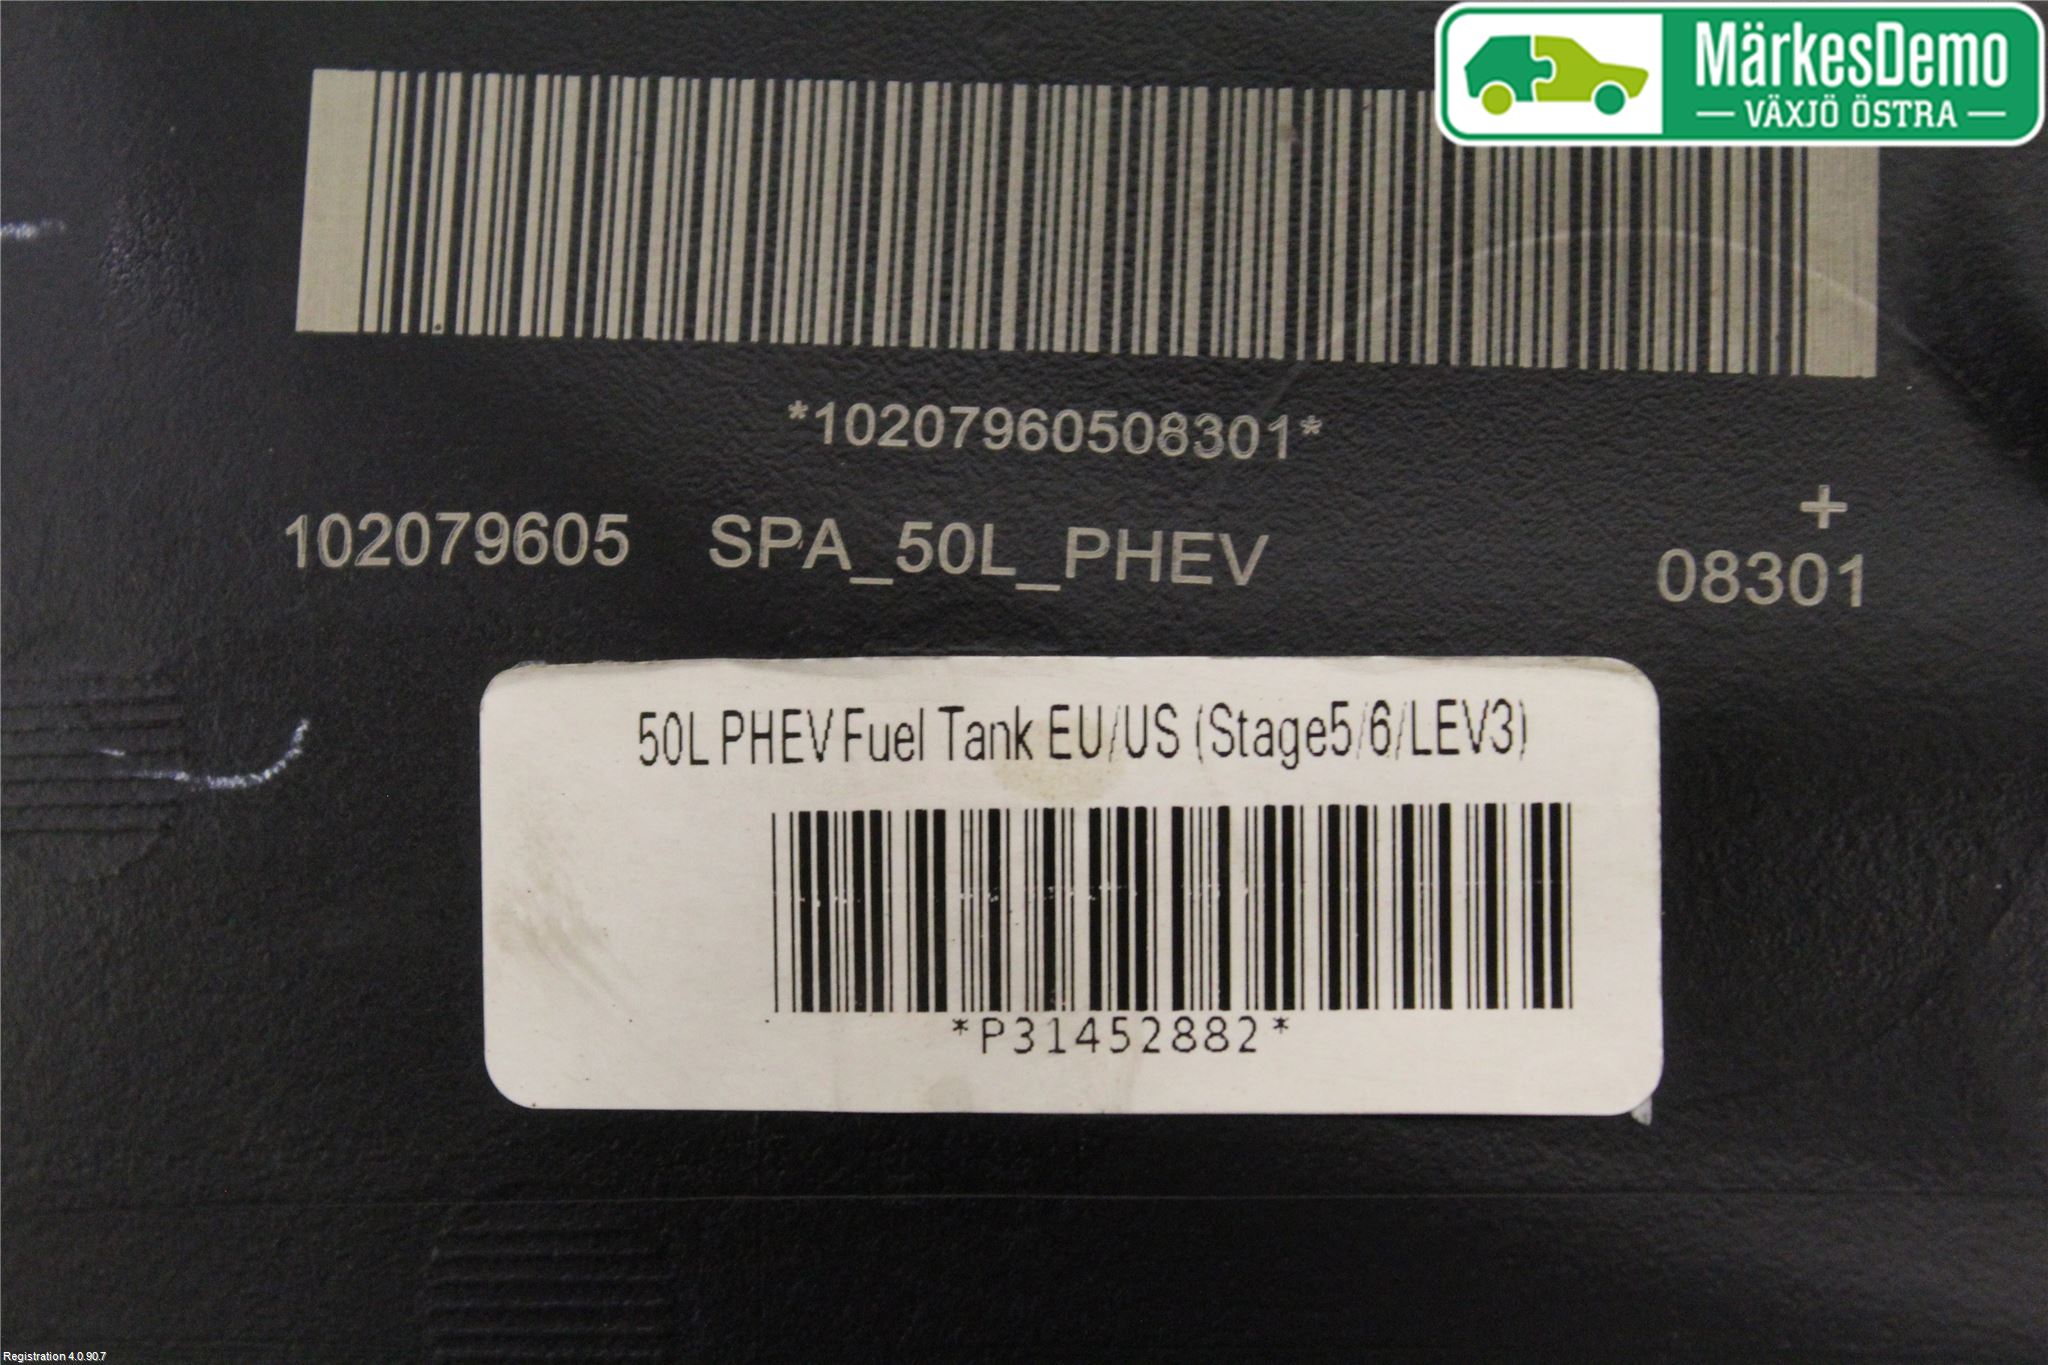 MärkesDemo
VÄXJÖ ÖSTRA
*10207960508301*
102079605 SPA_50L_PHEV +
08301
50L PHEV Fuel Tank EU/US (Stage5/6/LEV3)
*P31452882*
Registration 4.0.90.7